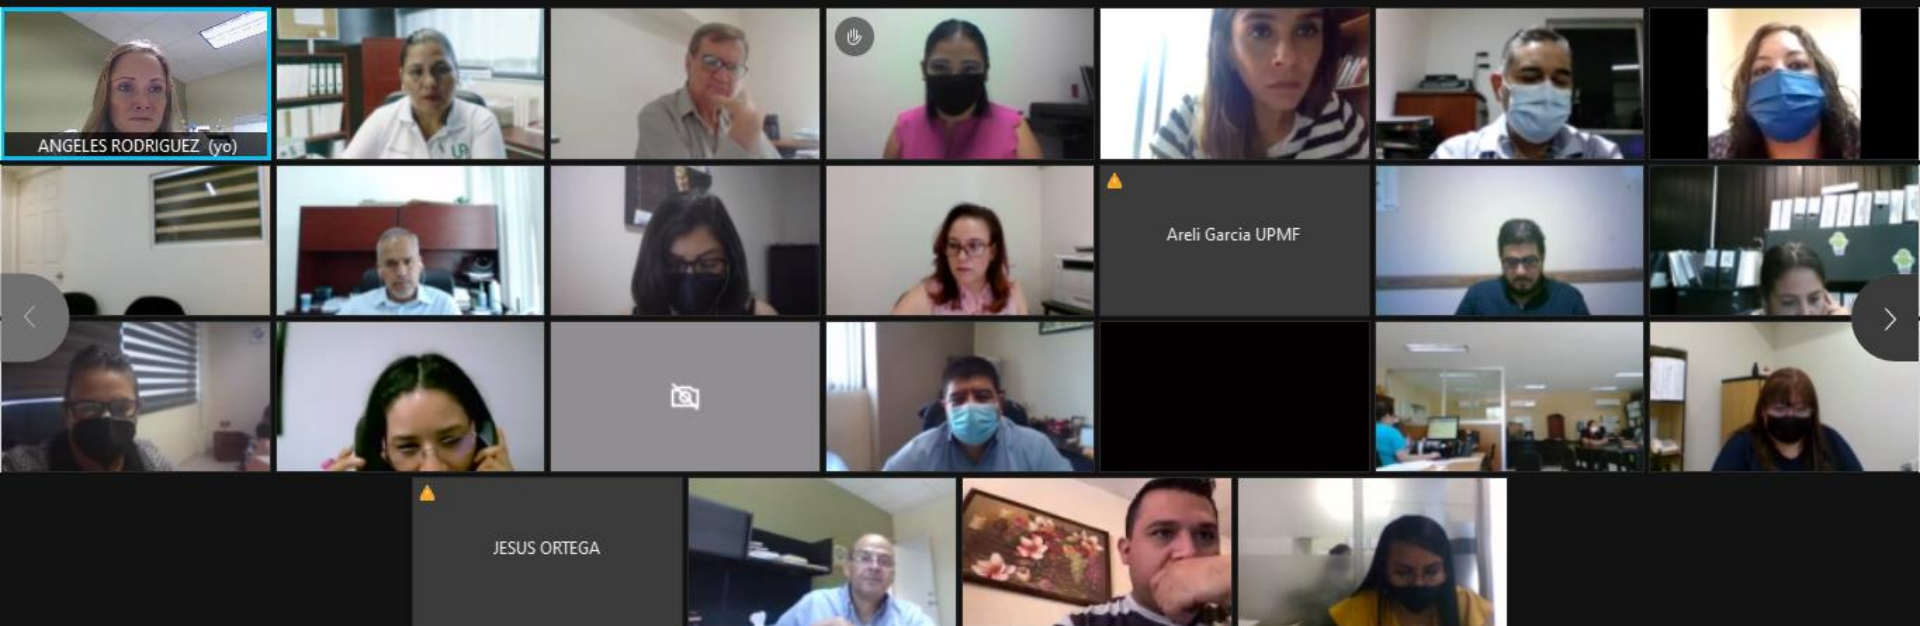 ANGELES RODRIGUEZ (yo)
Areli Garcia UPMF
JESUS ORTEGA